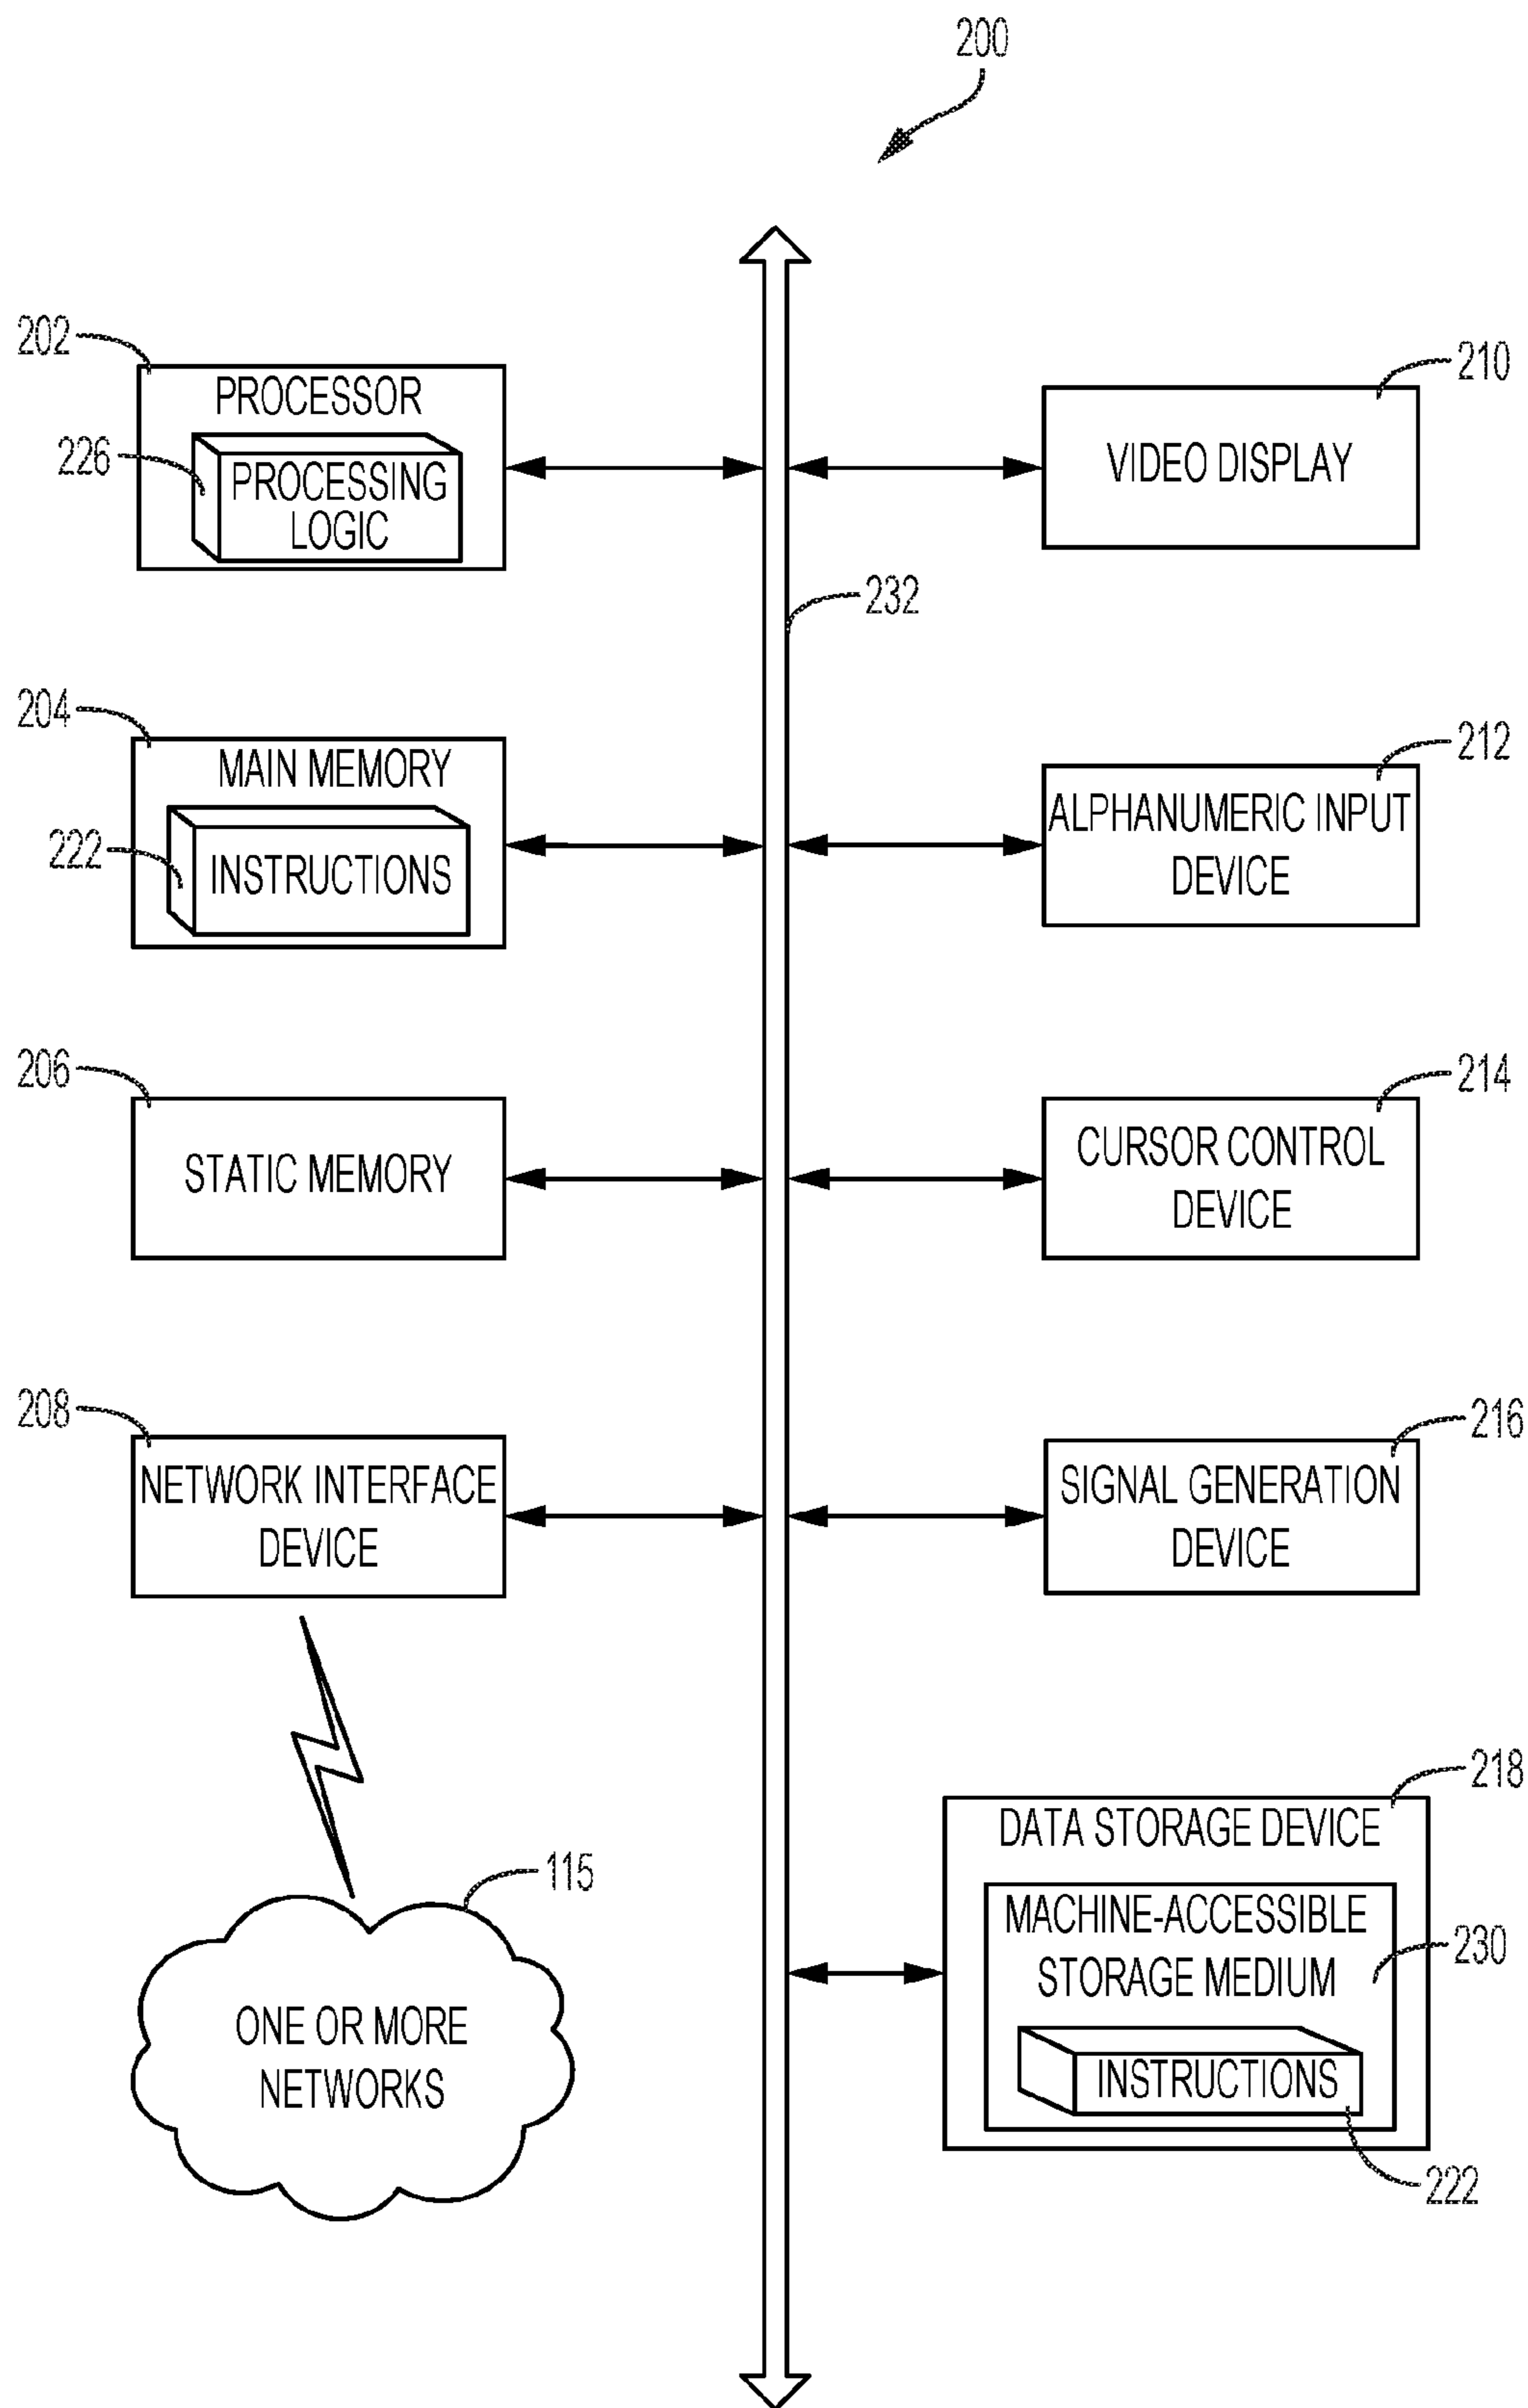 200
202
PROCESSOR
226
PROCESSING
LOGIC
210
VIDEO DISPLAY
232
204
MAIN MEMORY
222
INSTRUCTIONS
212
ALPHANUMERIC INPUT
DEVICE
206
STATIC MEMORY
214
CURSOR CONTROL
DEVICE
208
NETWORK INTERFACE
DEVICE
216
SIGNAL GENERATION
DEVICE
115
ONE OR MORE
NETWORKS
218
DATA STORAGE DEVICE
MACHINE-ACCESSIBLE
STORAGE MEDIUM
230
INSTRUCTIONS
222